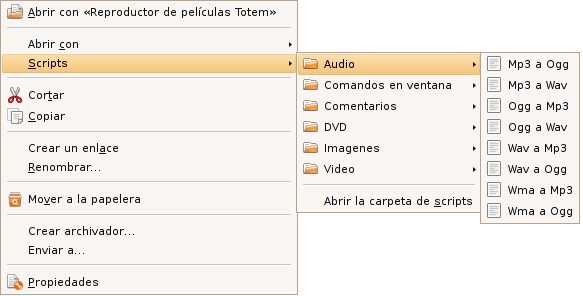 Abrir con «Reproductor de películas Totem»
Abrir con
Scripts
Cortar
Copiar
Crear un enlace
Renombrar...
Mover a la papelera
Crear archivador...
Enviar a...
Propiedades
Audio
Comandos en ventana
Comentarios
DVD
Imagenes
Video
Abrir la carpeta de scripts
Mp3 a Ogg
Mp3 a Wav
Ogg a Mp3
Ogg a Wav
Wav a Mp3
Wav a Ogg
Wma a Mp3
Wma a Ogg